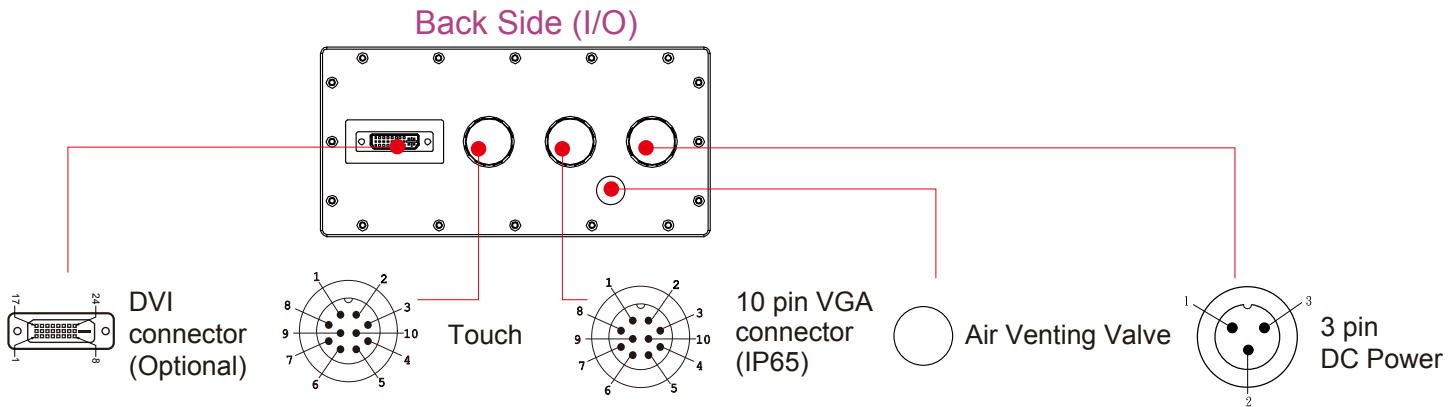 Back Side (I/O)
17
24
1
8
DVI
connector
(Optional)
1
2
8
3
9
10
7
4
6
5
Touch
1
2
8
3
9
10
7
4
6
5
10 pin VGA
connector
(IP65)
Air Venting Valve
1
3
2
3 pin
DC Power